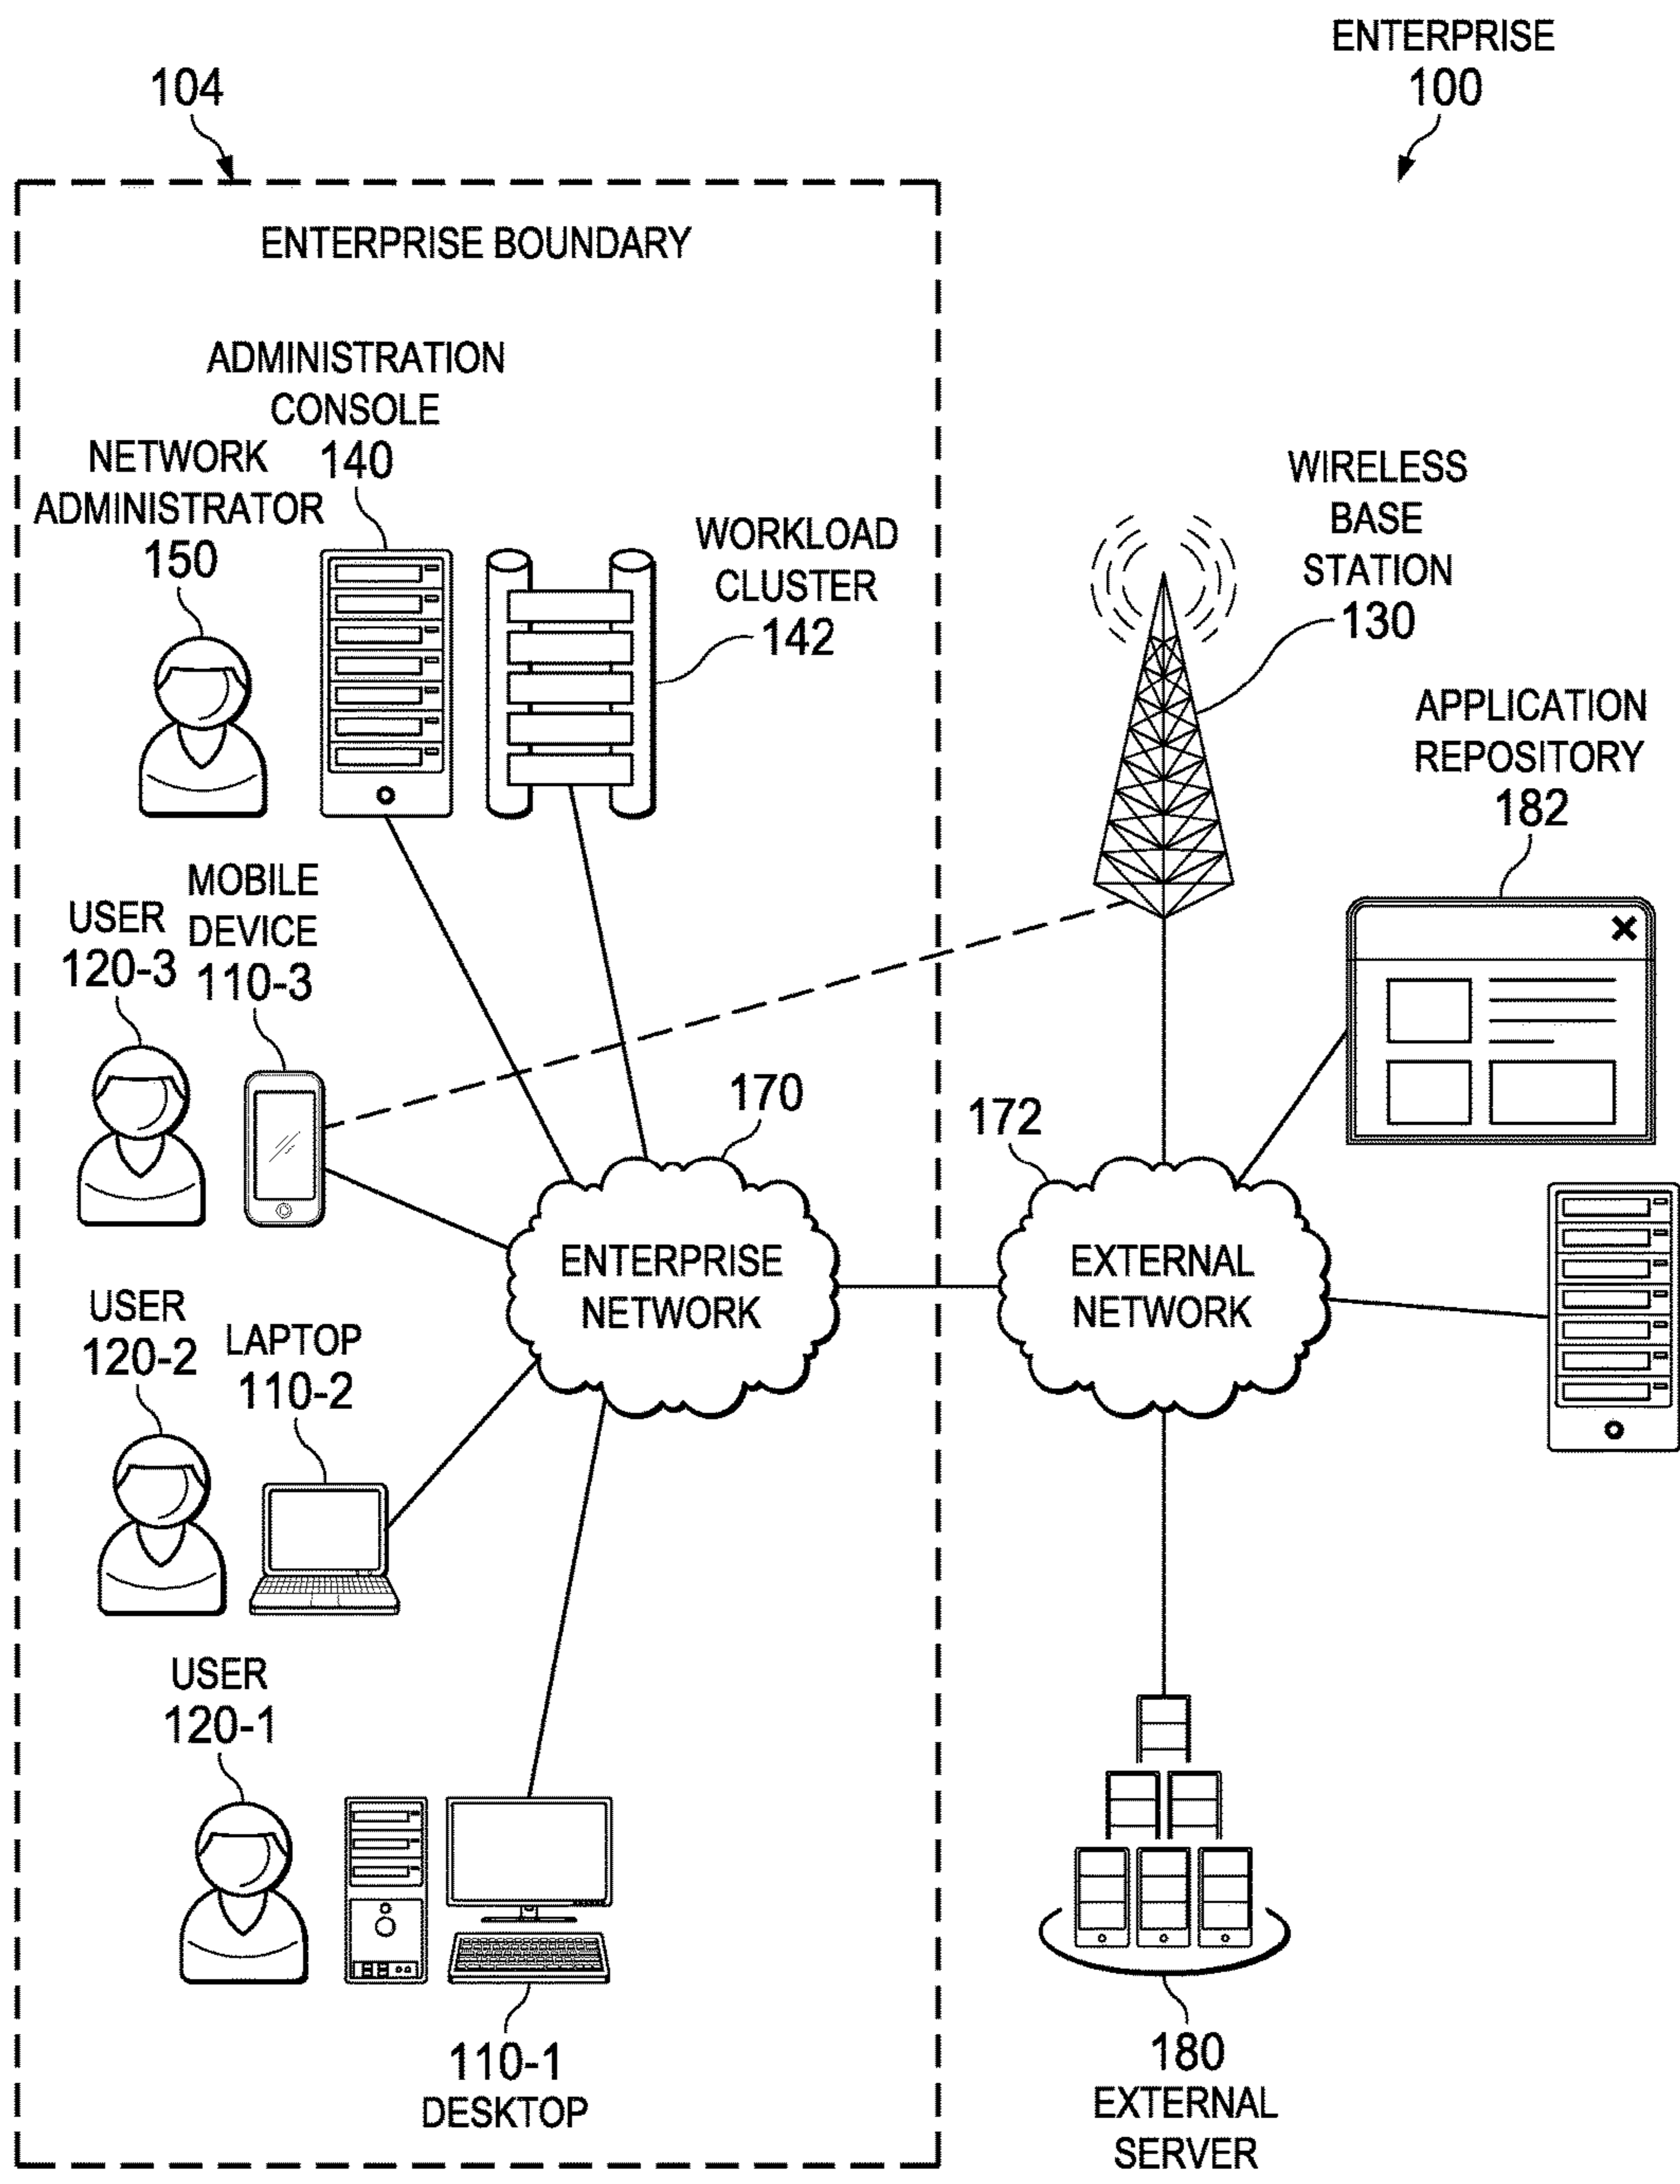 ENTERPRISE
100
104
ENTERPRISE BOUNDARY
ADMINISTRATION
CONSOLE
140
NETWORK
ADMINISTRATOR
150
WORKLOAD
CLUSTER
142
WIRELESS
BASE
STATION
130
APPLICATION
REPOSITORY
182
MOBILE
DEVICE
110-3
USER
120-3
170
172
ENTERPRISE
NETWORK
EXTERNAL
NETWORK
USER
120-2
LAPTOP
110-2
USER
120-1
110-1
DESKTOP
180
EXTERNAL
SERVER